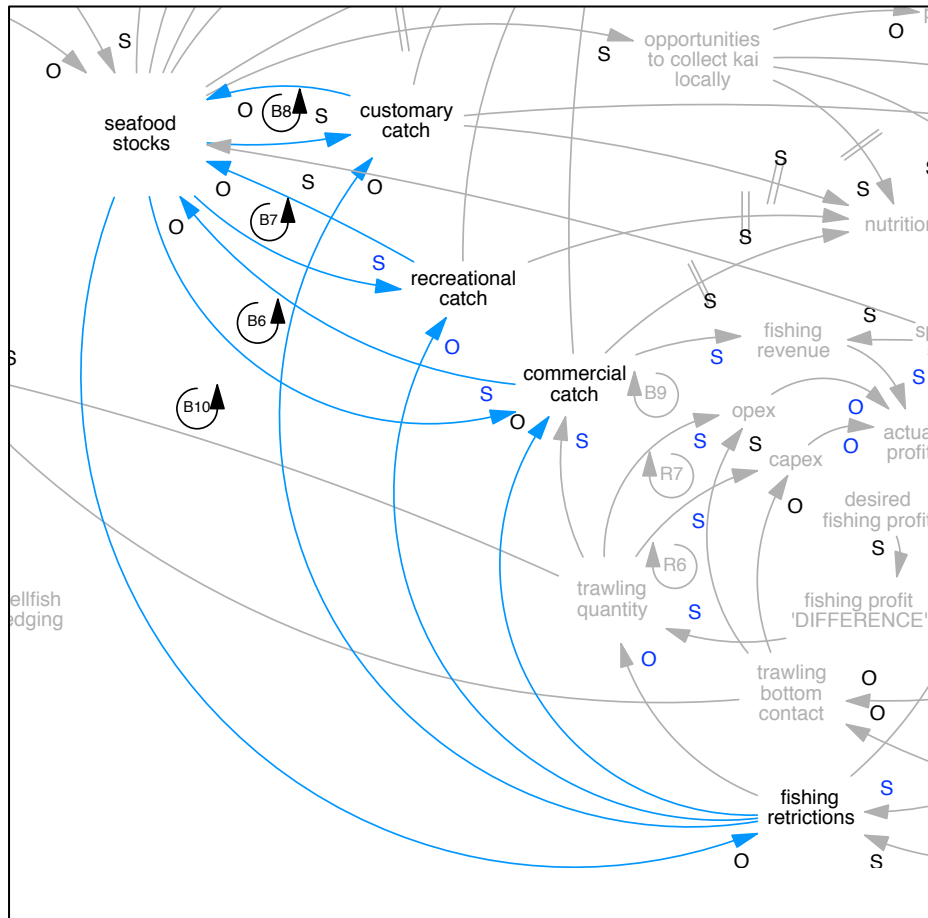 S
O
O
opportunities
to collect kai
locally
S
seafood
stocks
O
B8
S
customary
catch
O
S
O
B7
S
S
S
nutrition
O
S
recreational
catch
S
B6
O
S
fishing
revenue
S
S
S
commercial
catch
B9
S
B10
S
O
S
opex
O
actua
profit
S
S
S
capex
O
R7
O
desired
fishing profit
S
S
R6
trawling
quantity
S
fishing profit
'DIFFERENCE'
ellfish
edging
O
trawling
bottom
contact
O
O
fishing
retrictions
S
O
S